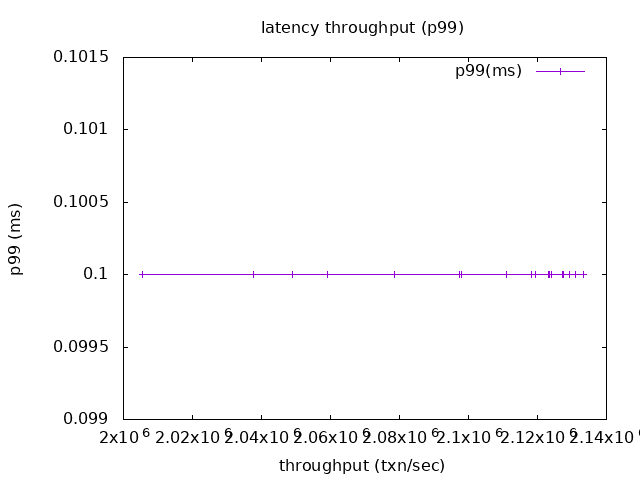 latency throughput (p99)
p99(ms)
0.1015
0.101
0.1005
0.1
0.0995
0.099
p99 (ms)
2x10 6 2.02x10 6 2.04x10 6 2.06x10 6 2.08x10 6 2.1x10 6 2.12x10 6 2.14x10 6
throughput (txn/sec)